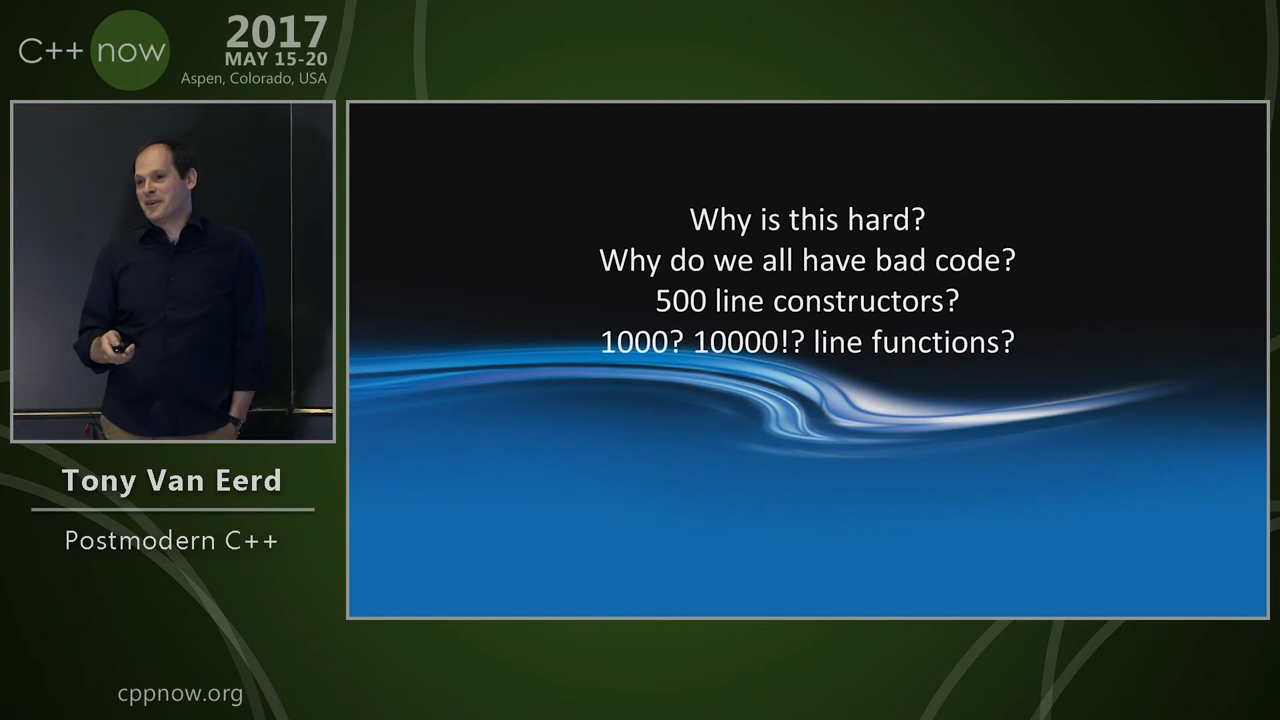 C++ now
2017
MAY 15-20
Aspen, Colorado, USA
Why is this hard?
Why do we all have bad code?
500 line constructors?
1000? 10000!? line functions?
Tony Van Eerd
Postmodern C++
cppnow.org